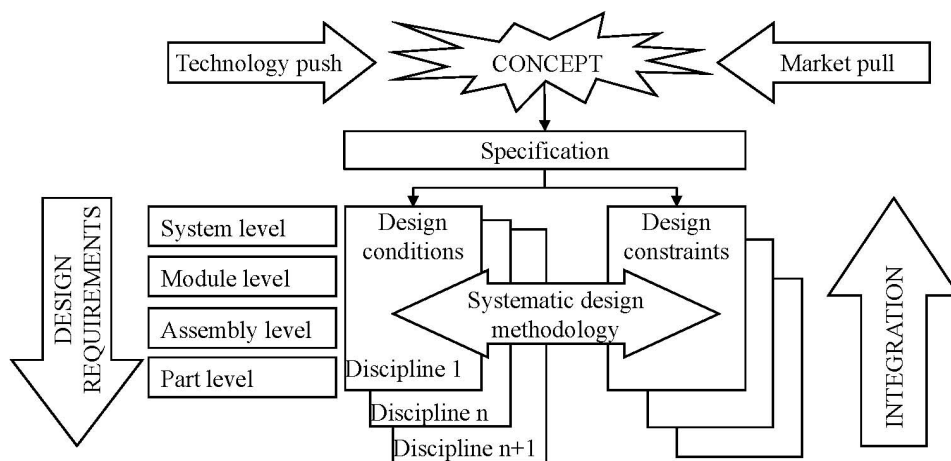 Technology push
CONCEPT
Market pull
Specification
DESIGN
REQUIREMENTS
System level
Module level
Assembly level
Part level
Design
conditions
Design
constraints
Systematic design
methodology
Discipline 1
Discipline n
Discipline n+1
INTEGRATION